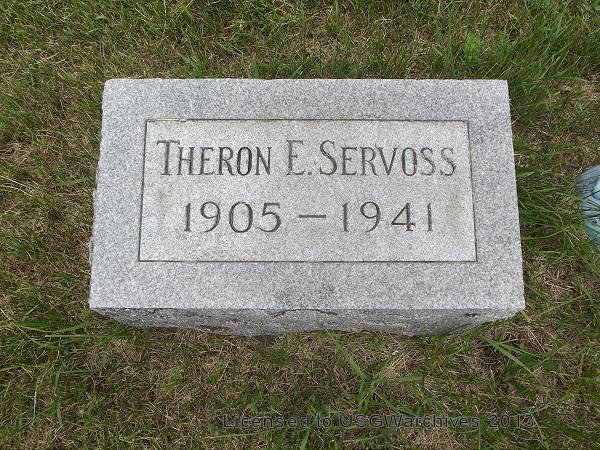 THERON E. SERVOSS
1905 – 1941
Licensed to USGWarchives 2013